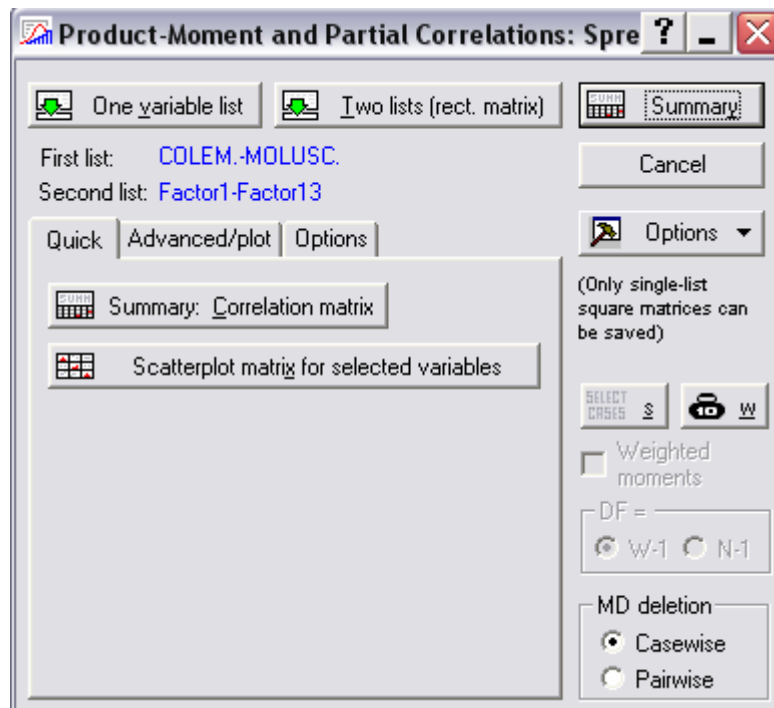 Product-Moment and Partial Correlations: Spre
One variable list
Two lists (rect. matrix)
Summary
First list: COLEM.-MOLUSC.
Second list: Factor1-Factor13
Cancel
Quick
Advanced/plot
Options
Options
Summary: Correlation matrix
Scatterplot matrix for selected variables
(Only single-list
square matrices can
be saved)
SELECT
CASES
S
W
Weighted
moments
DF =
W-1
N-1
MD deletion
Casewise
Pairwise